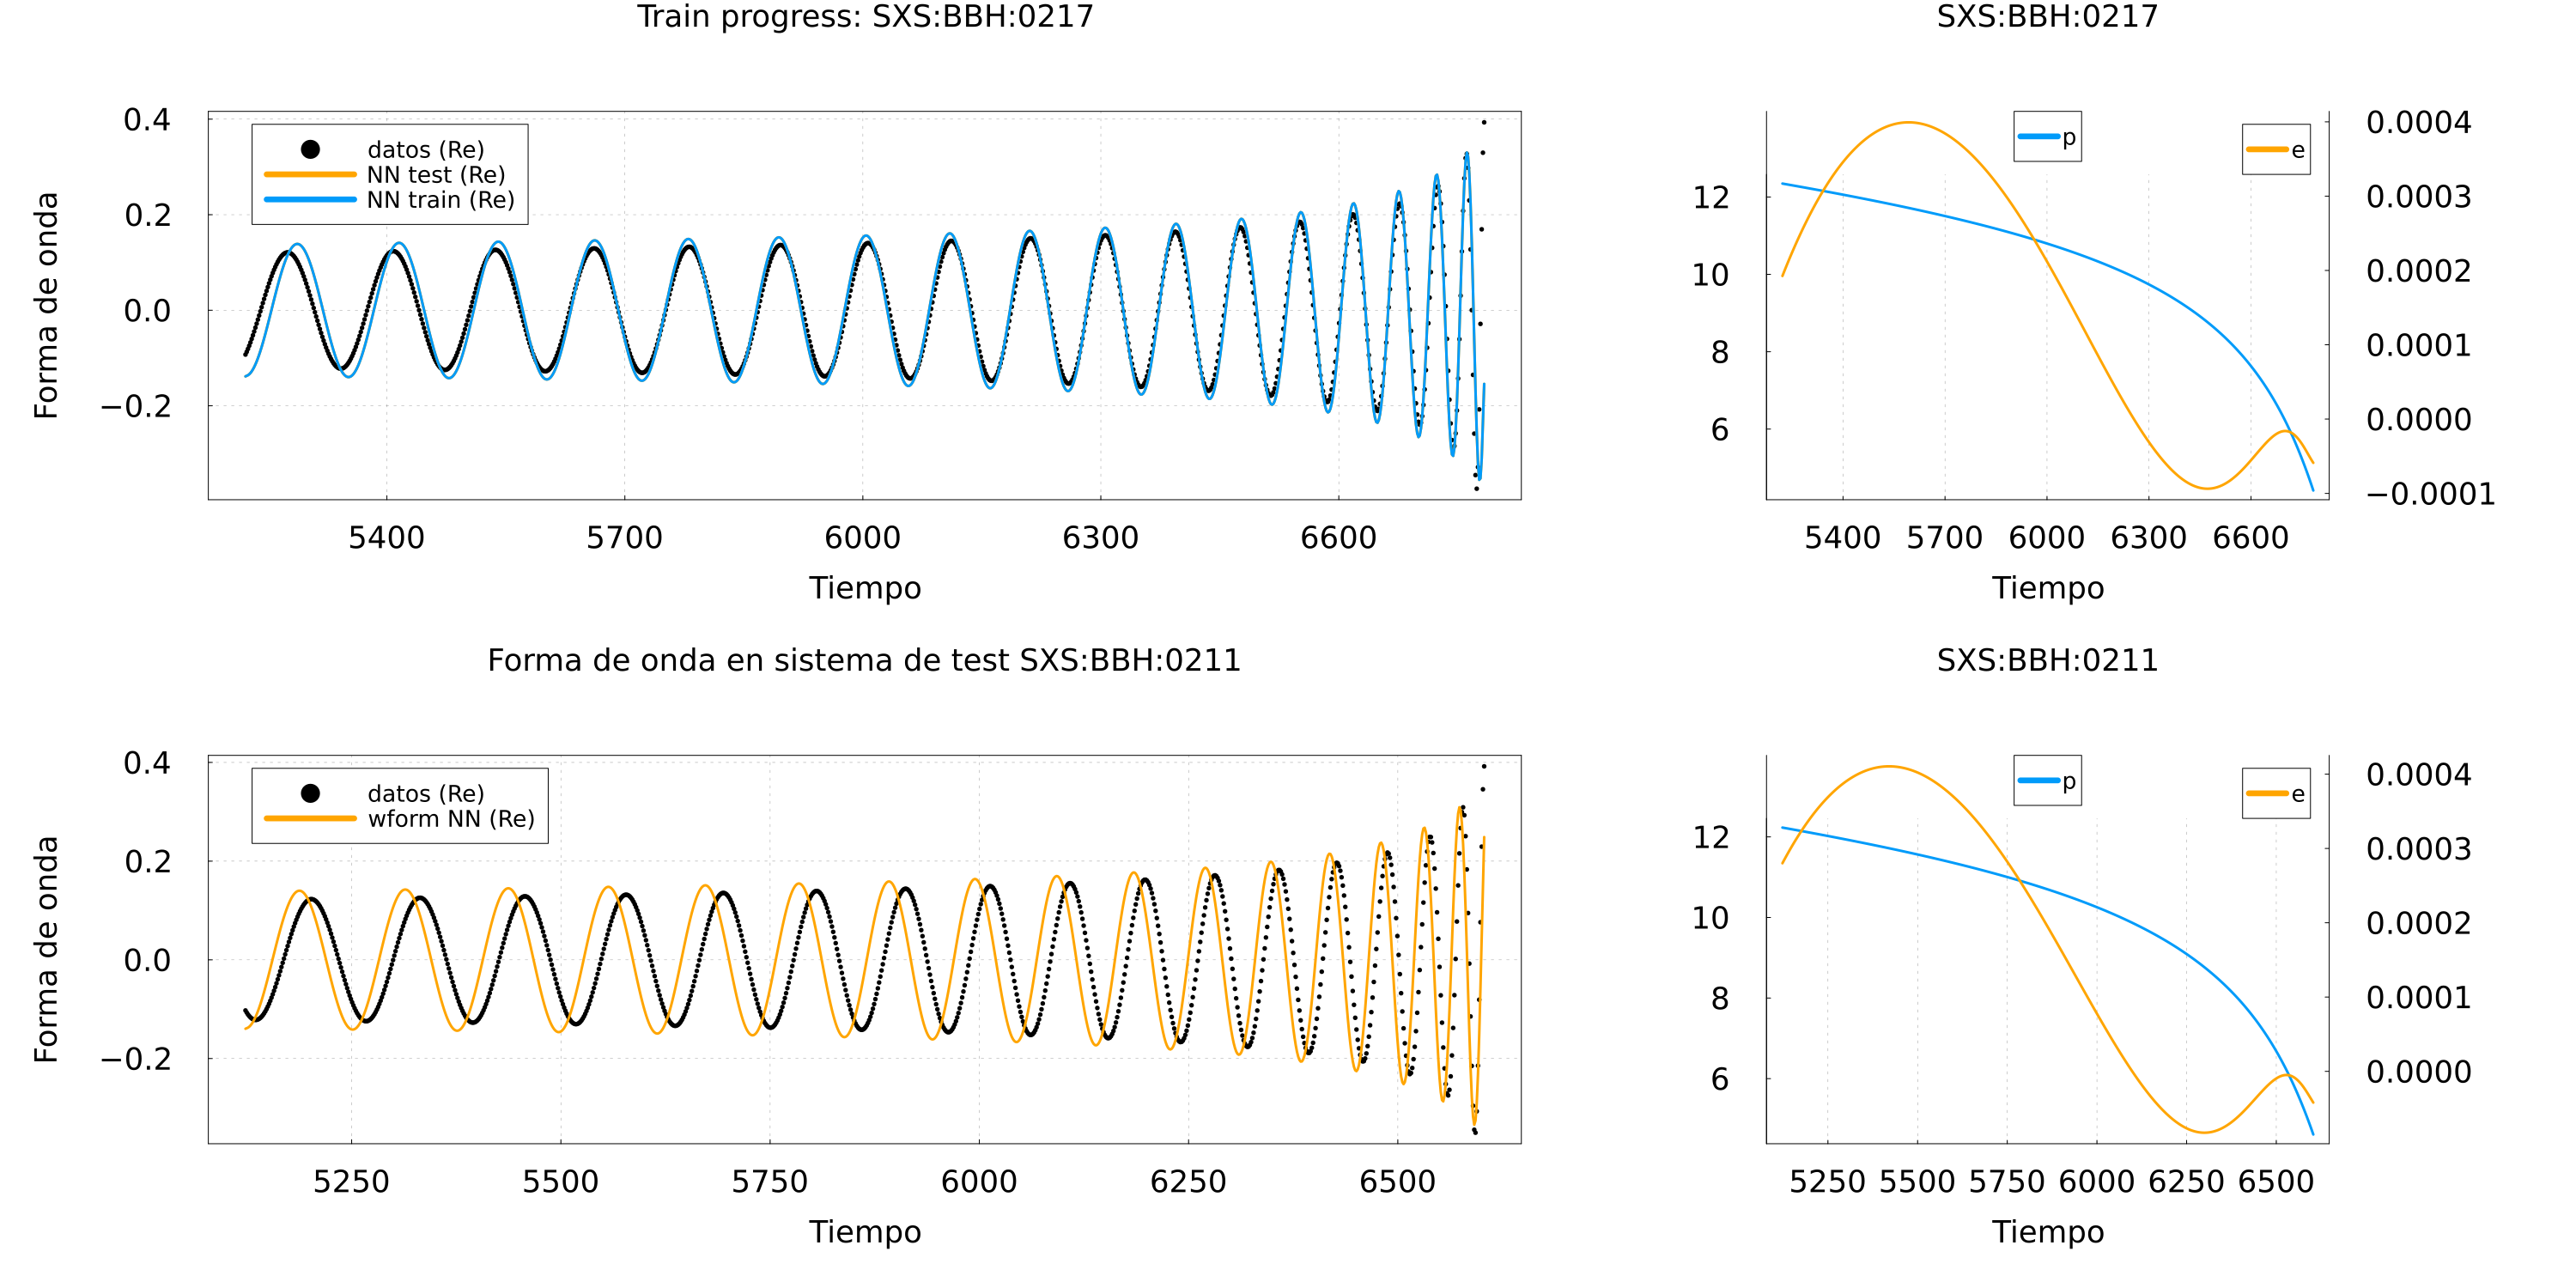 Train progress: SXS:BBH:0217
Forma de onda
0.4
0.2
0.0
−0.2
datos (Re)
NN test (Re)
NN train (Re)
5400 5700 6000 6300 6600
Tiempo
SXS:BBH:0217
12
10
8
6
p
e
0.0004
0.0003
0.0002
0.0001
0.0000
−0.0001
5400 5700 6000 6300 6600
Tiempo
Forma de onda en sistema de test SXS:BBH:0211
Forma de onda
0.4
0.2
0.0
−0.2
datos (Re)
wform NN (Re)
5250 5500 5750 6000 6250 6500
Tiempo
SXS:BBH:0211
12
10
8
6
p
e
0.0004
0.0003
0.0002
0.0001
0.0000
5250 5500 5750 6000 6250 6500
Tiempo